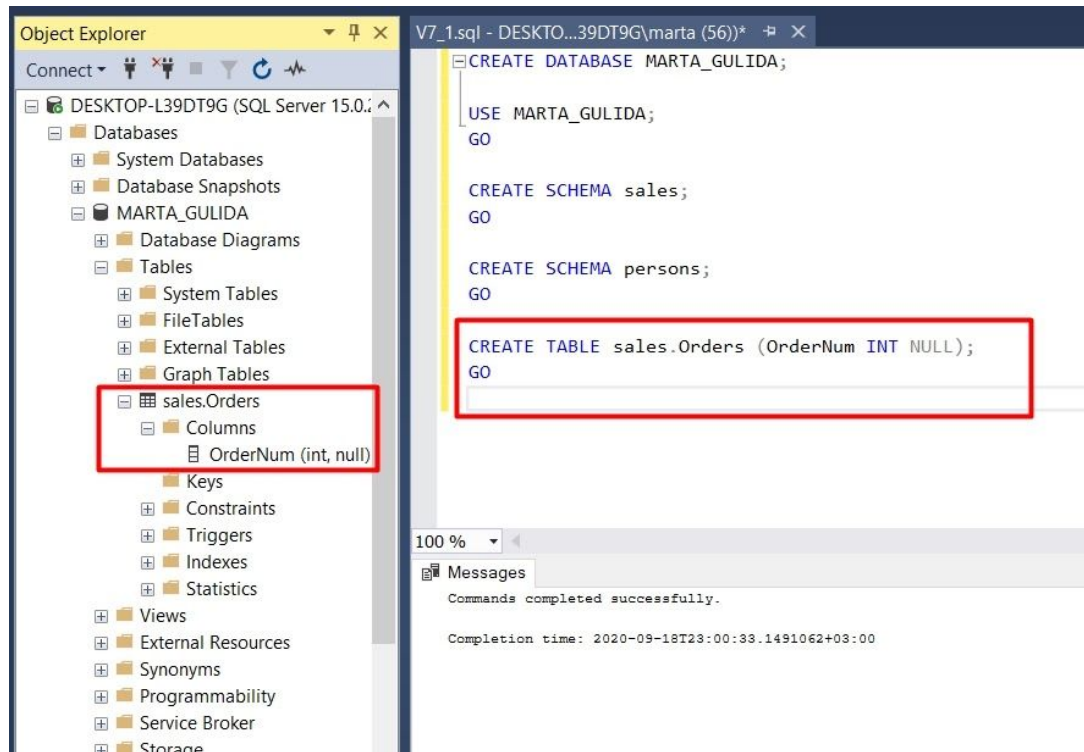 Object Explorer
Connect
DESKTOP-L39DT9G (SQL Server 15.0.2
Databases
System Databases
Database Snapshots
MARTA_GULIDA
Database Diagrams
Tables
System Tables
FileTables
External Tables
Graph Tables
sales.Orders
Columns
OrderNum (int, null)
Keys
Constraints
Triggers
Indexes
Statistics
Views
External Resources
Synonyms
Programmability
Service Broker
Storage
V7_1.sql - DESKTO...39DT9G\marta (56))*
CREATE DATABASE MARTA_GULIDA;
USE MARTA_GULIDA;
GO
CREATE SCHEMA sales;
GO
CREATE SCHEMA persons;
GO
CREATE TABLE sales.Orders (OrderNum INT NULL);
GO
100 %
Messages
Commands completed successfully.
Completion time: 2020-09-18T23:00:33.1491062+03:00